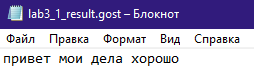 lab3_1_result.gost – Блокнот
Файл Правка Формат Вид Справка
привет мои дела хорошо